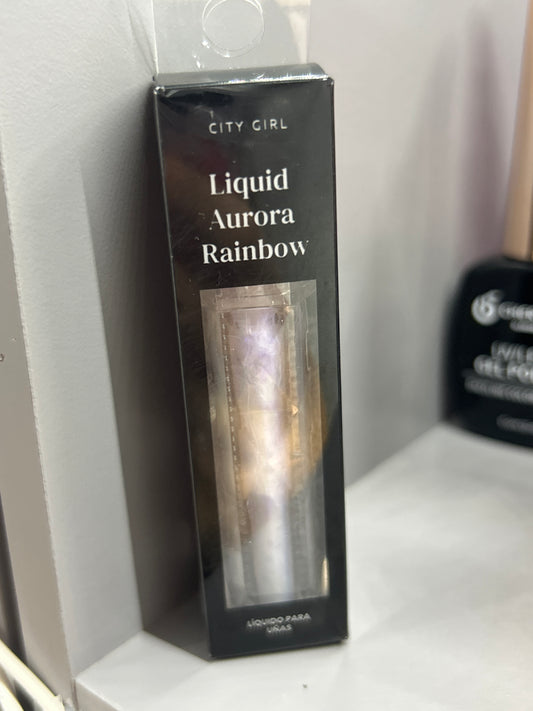 CITY GIRL
Liquid
Aurora
Rainbow
LÍQUIDO PARA
UÑAS